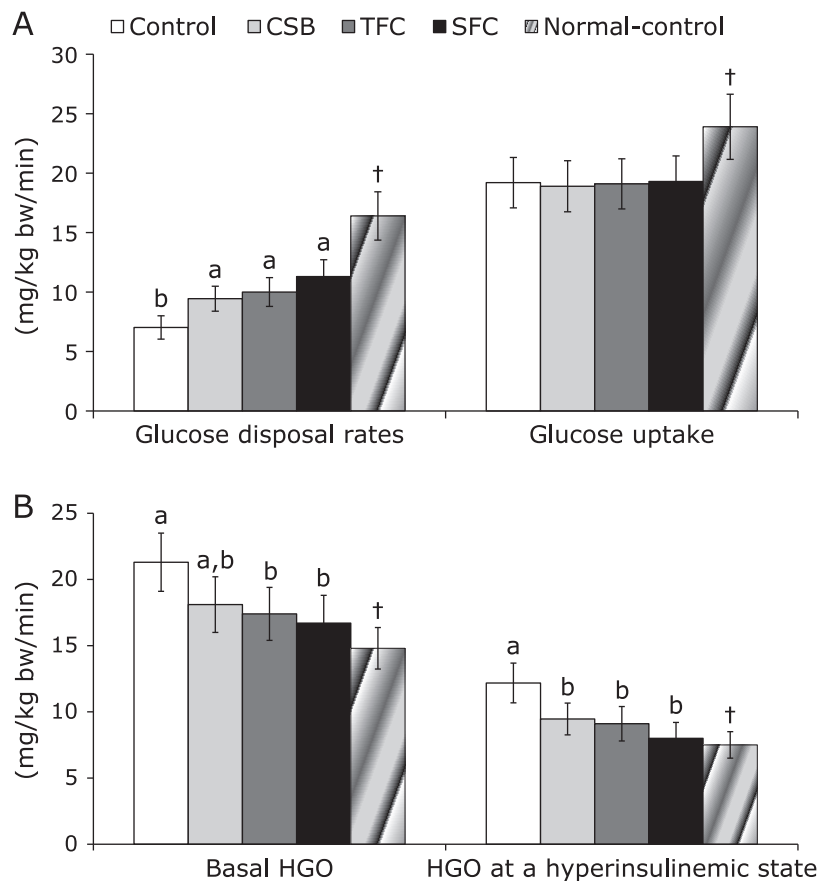 A
Control CSB TFC SFC Normal-control
30
25
20
15
10
5
0
(mg/kg bw/min)
b a a a †
†
Glucose disposal rates Glucose uptake
B
25
20
15
10
5
0
(mg/kg bw/min)
a a,b b b †
a b b b †
Basal HGO HGO at a hyperinsulinemic state